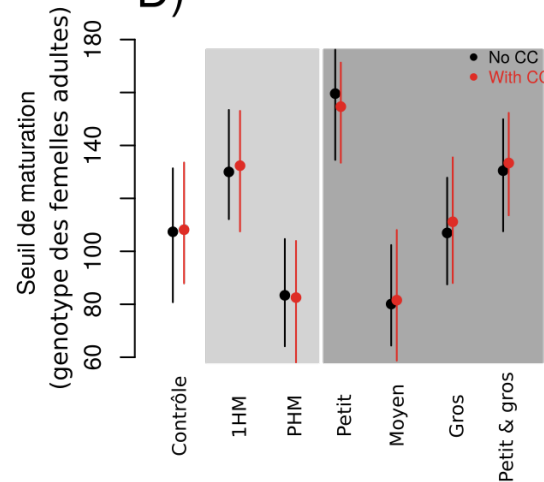 D)
No CC
With CC
Seuil de maturation
(genotype des femelles adultes)
180
140
100
80
60
Contrôle
1HM
PHM
Petit
Moyen
Gros
Petit & gros